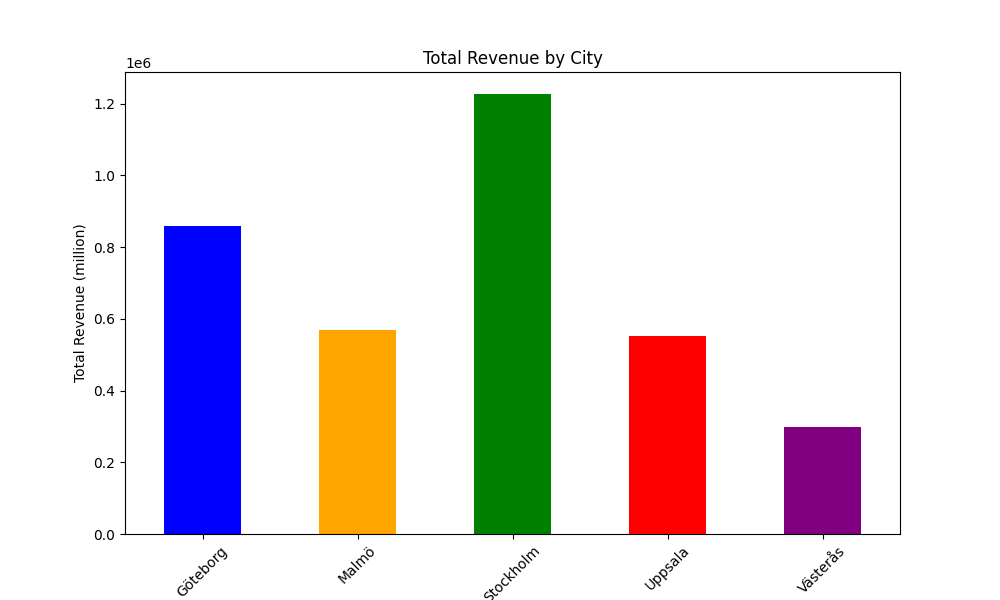 Total Revenue by City
1e6
Total Revenue (million)
1.2
1.0
0.8
0.6
0.4
0.2
0.0
Göteborg
Malmö
Stockholm
Uppsala
Västerås